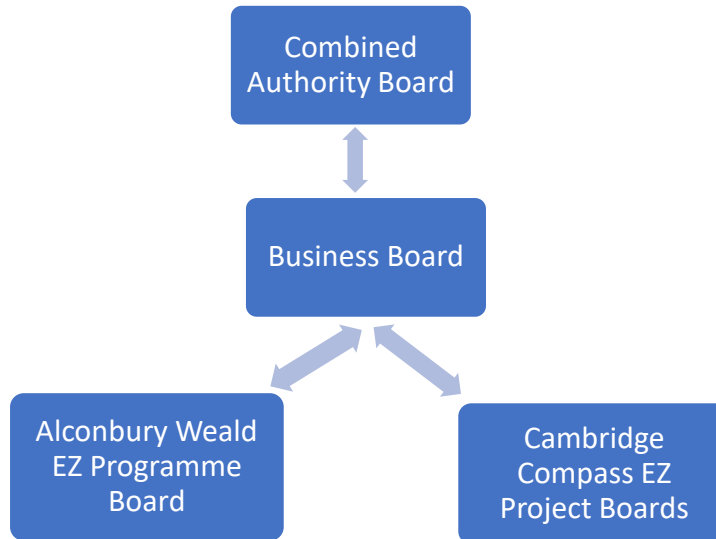 Combined
Authority Board
Business Board
Alconbury Weald
EZ Programme
Board
Cambridge
Compass EZ
Project Boards